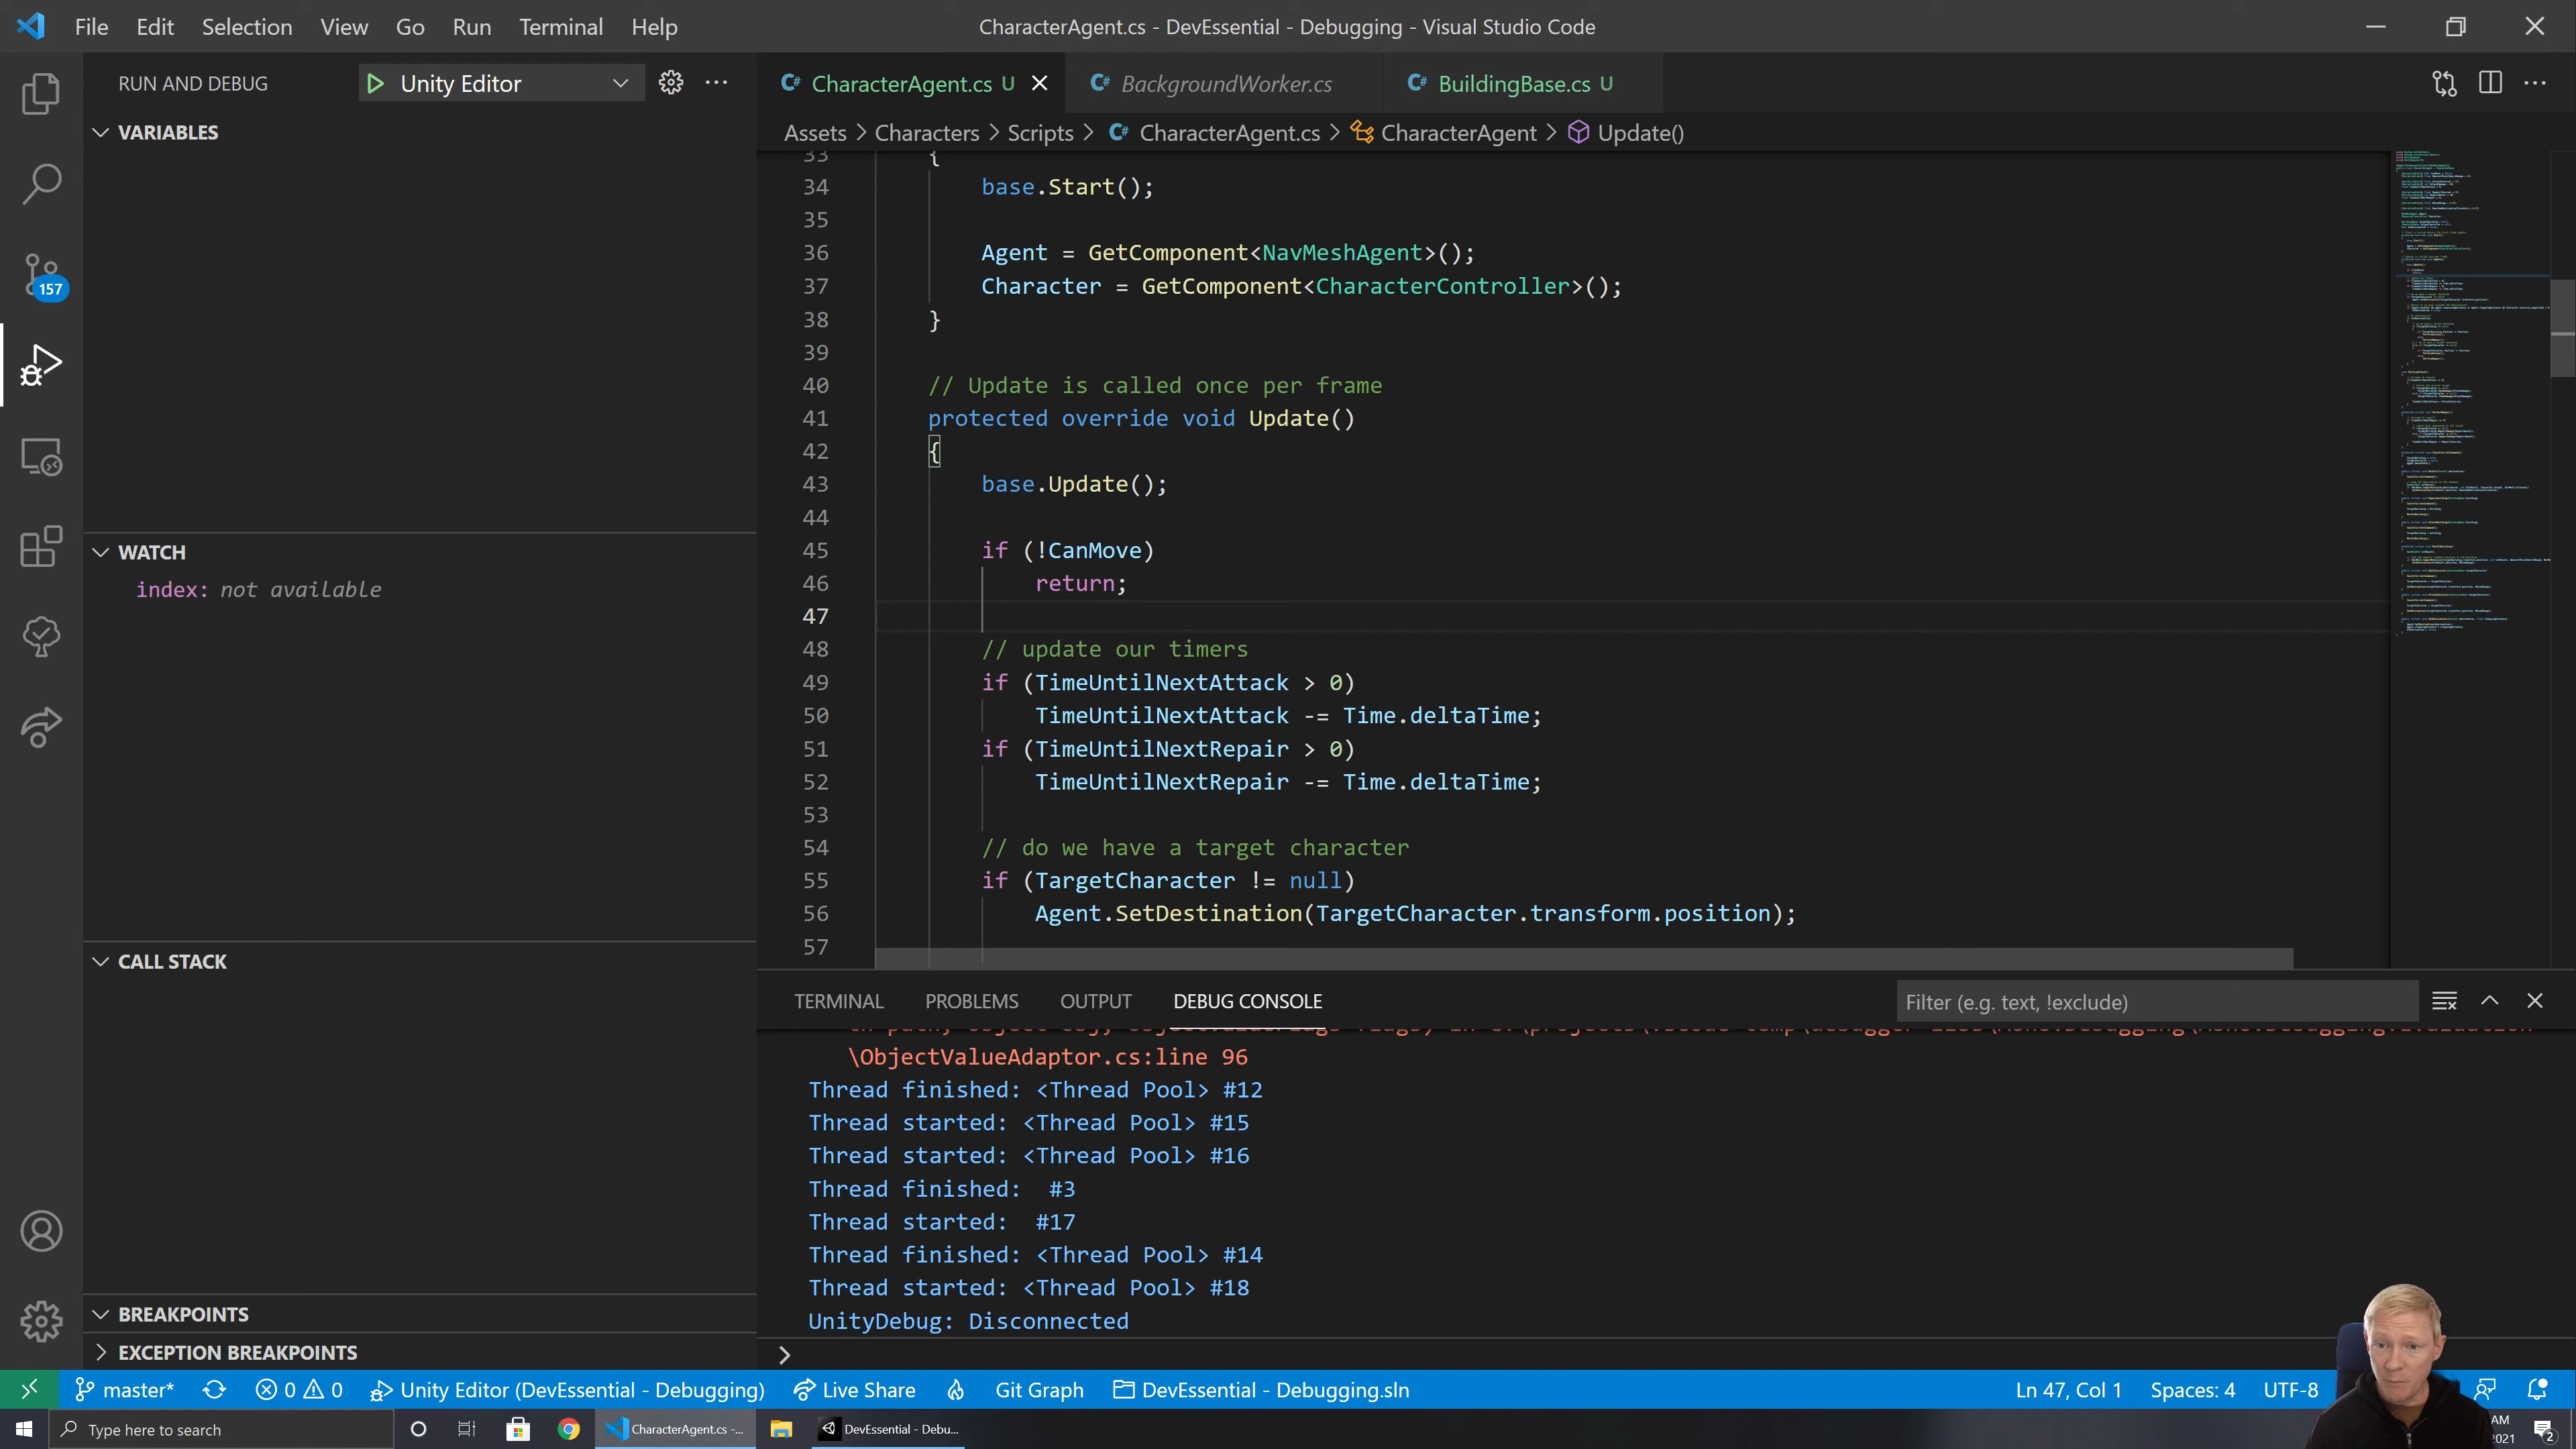 File Edit Selection View Go Run Terminal Help CharacterAgent.cs - DevEssential - Debugging - Visual Studio Code
RUN AND DEBUG Unity Editor
VARIABLES
WATCH
index: not available
CALL STACK
BREAKPOINTS
EXCEPTION BREAKPOINTS
157
CharacterAgent.cs U BackgroundWorker.cs BuildingBase.cs U
Assets > Characters > Scripts > CharacterAgent.cs > CharacterAgent > Update()
33 {
34 base.Start();
35
36 Agent = GetComponent<NavMeshAgent>();
37 Character = GetComponent<CharacterController>();
38 }
39
40 // Update is called once per frame
41 protected override void Update()
42 {
43 base.Update();
44
45 if (!CanMove)
46 return;
47
48 // update our timers
49 if (TimeUntilNextAttack > 0)
50 TimeUntilNextAttack -= Time.deltaTime;
51 if (TimeUntilNextRepair > 0)
52 TimeUntilNextRepair -= Time.deltaTime;
53
54 // do we have a target character
55 if (TargetCharacter != null)
56 Agent.SetDestination(TargetCharacter.transform.position);
57
TERMINAL PROBLEMS OUTPUT DEBUG CONSOLE Filter (e.g. text, !exclude)
\ObjectValueAdaptor.cs:line 96
Thread finished: <Thread Pool> #12
Thread started: <Thread Pool> #15
Thread started: <Thread Pool> #16
Thread finished: #3
Thread started: #17
Thread finished: <Thread Pool> #14
Thread started: <Thread Pool> #18
UnityDebug: Disconnected
>
master* 0 0 Unity Editor (DevEssential - Debugging) Live Share Git Graph DevEssential - Debugging.sln Ln 47, Col 1 Spaces: 4 UTF-8
Type here to search CharacterAgent.cs -... DevEssential - Debu... AM
2021 2